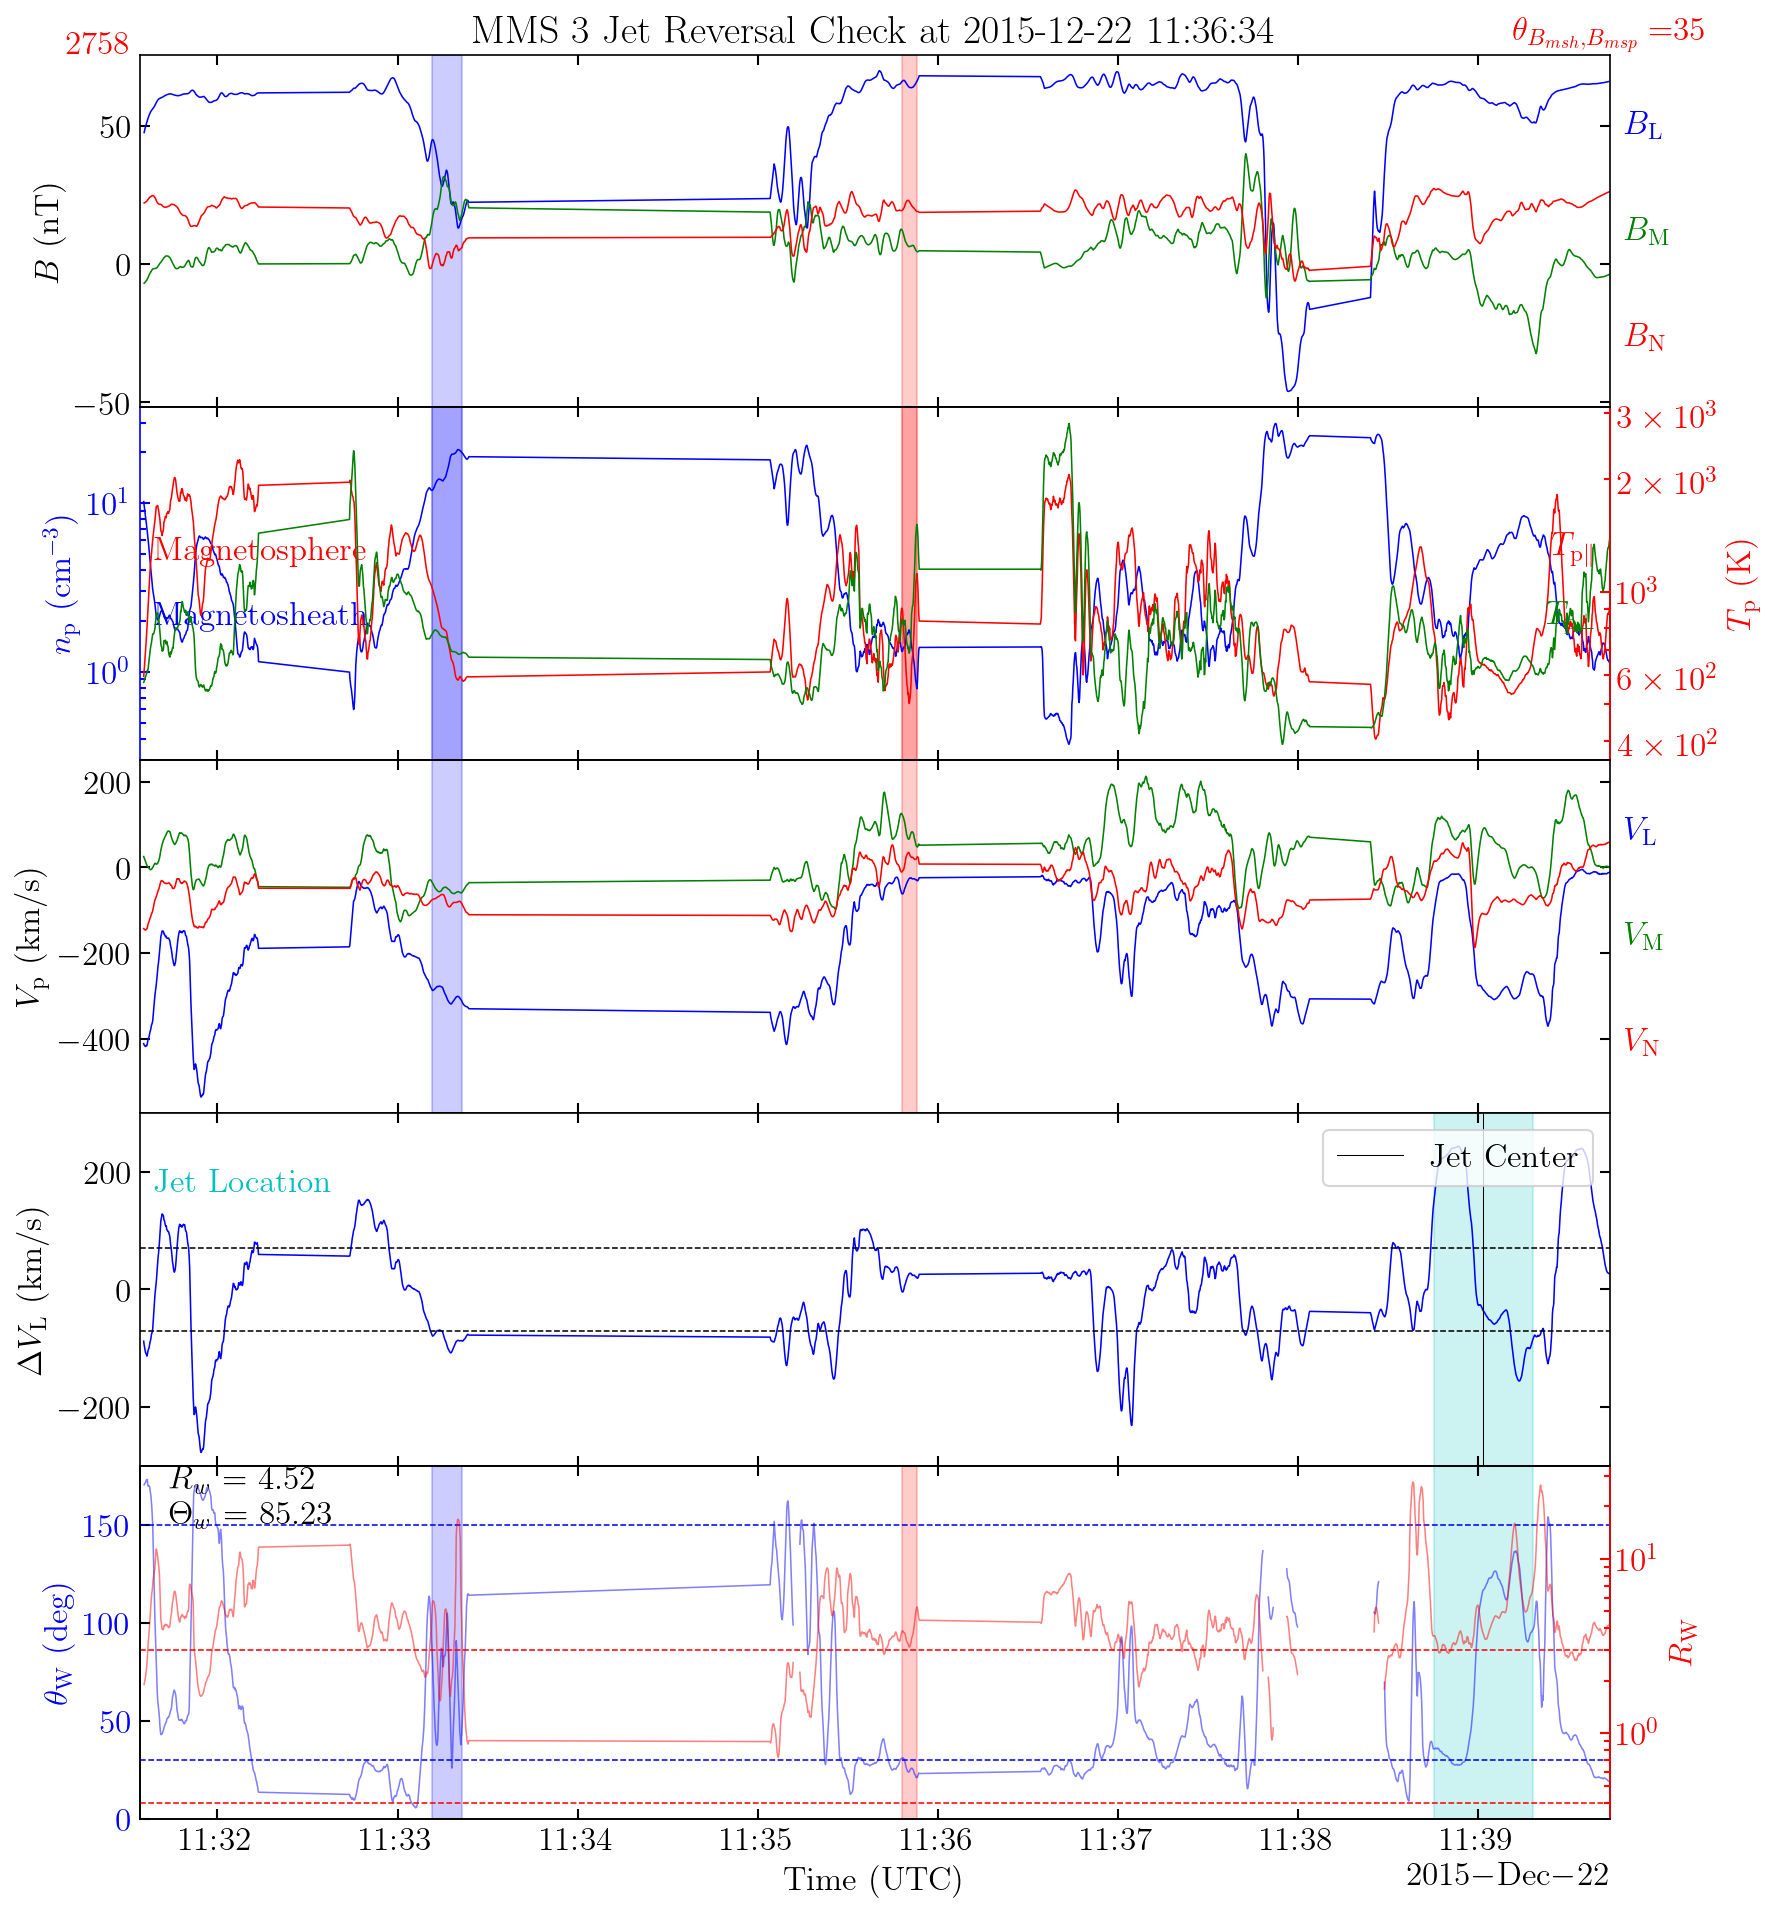 MMS 3 Jet Reversal Check at 2015-12-22 11:36:34
2758
θ_{B_{msh},B_{msp}} =35
50
0
−50
B (nT)
B_L
B_M
B_N
10^1
10^0
n_p (cm^{−3})
Magnetosphere
Magnetosheath
3 × 10^3
2 × 10^3
10^3
6 × 10^2
4 × 10^2
T_p (K)
T_{p∥}
200
0
−200
−400
V_p (km/s)
V_L
V_M
V_N
200
0
−200
ΔV_L (km/s)
Jet Location
Jet Center
R_w = 4.52
Θ_w = 85.23
150
100
50
0
θ_W (deg)
10^1
10^0
R_W
11:32
11:33
11:34
11:35
11:36
11:37
11:38
11:39
Time (UTC)
2015−Dec−22